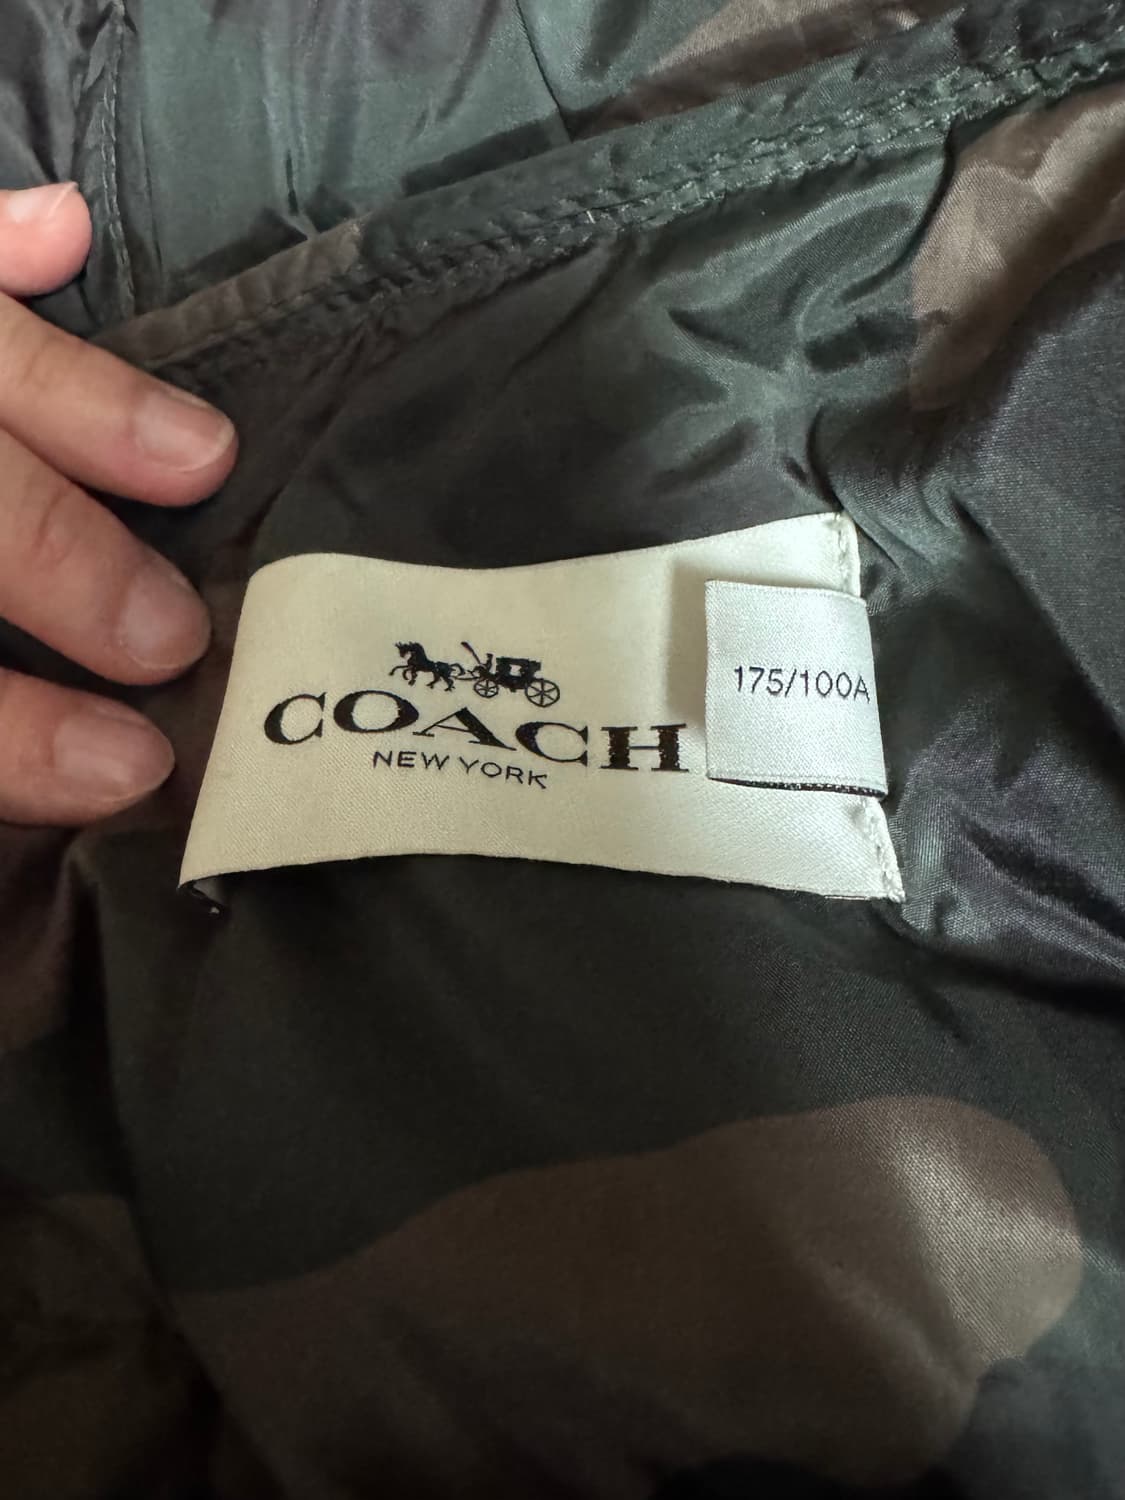 COACH
NEW YORK
175/100A